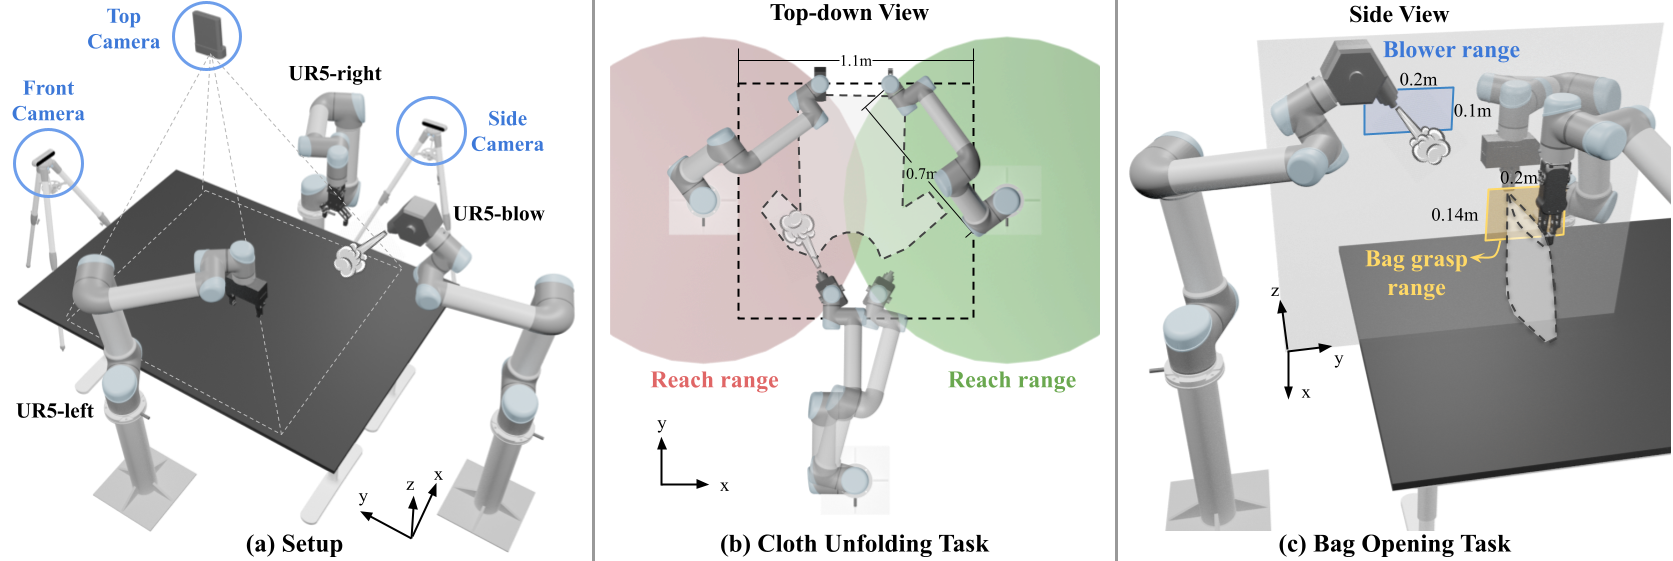 Top
Camera
Front
Camera
UR5-right
Side
Camera
UR5-blow
UR5-left
y
z
x
(a) Setup
Top-down View
1.1m
0.7m
Reach range
Reach range
y
x
(b) Cloth Unfolding Task
Side View
Blower range
0.2m
0.1m
0.2m
0.14m
Bag grasp
range
z
y
x
(c) Bag Opening Task